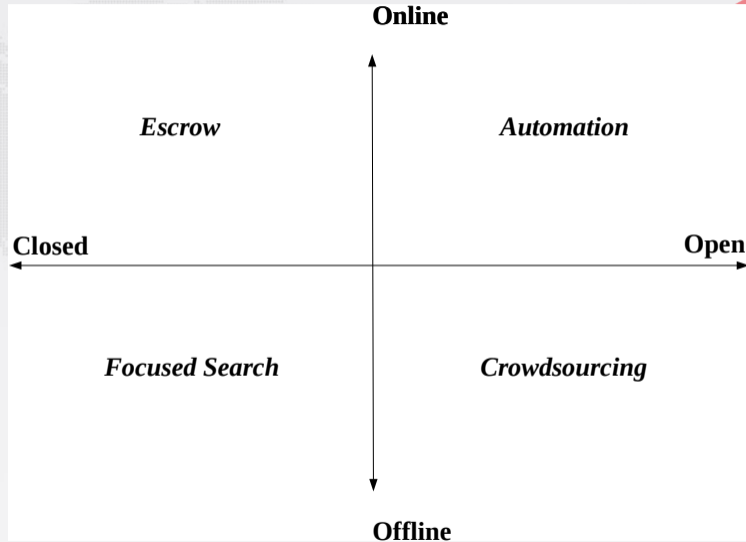 Online
Escrow
Automation
Closed
Open
Focused Search
Crowdsourcing
Offline